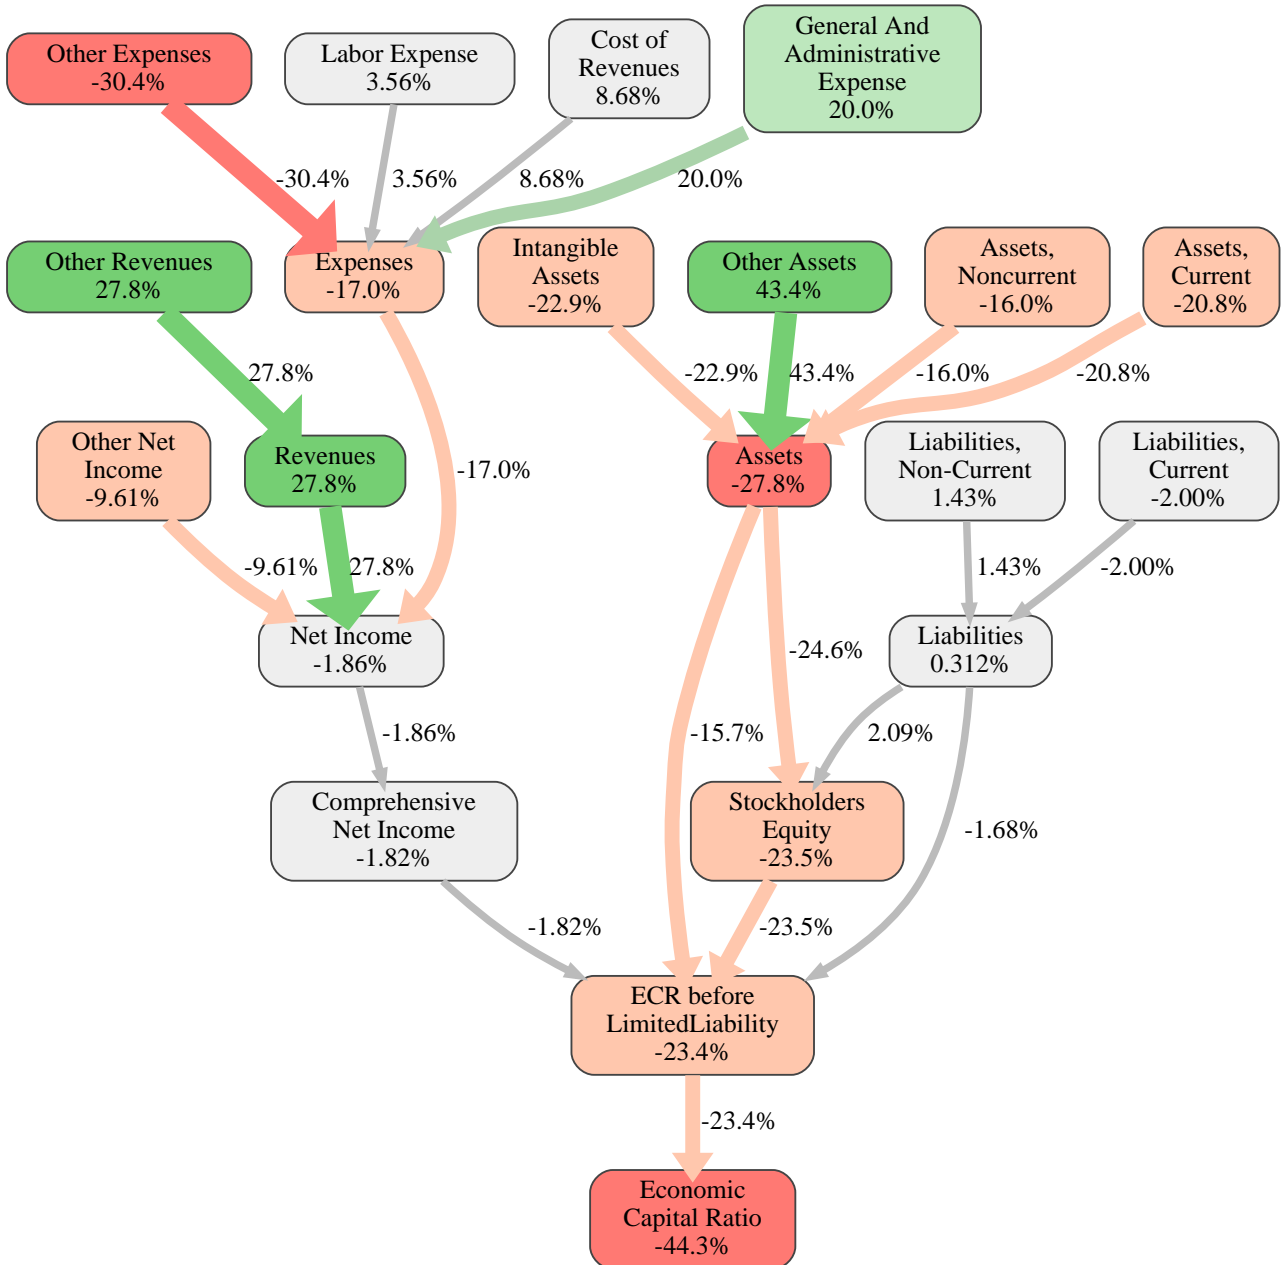 Other Expenses
-30.4%
Labor Expense
3.56%
Cost of
Revenues
8.68%
General And
Administrative
Expense
20.0%
-30.4%
3.56%
8.68%
20.0%
Other Revenues
27.8%
Expenses
-17.0%
Intangible
Assets
-22.9%
Other Assets
43.4%
Assets,
Noncurrent
-16.0%
Assets,
Current
-20.8%
27.8%
-22.9%
43.4%
-16.0%
-20.8%
Other Net
Income
-9.61%
Revenues
27.8%
-17.0%
Assets
-27.8%
Liabilities,
Non-Current
1.43%
Liabilities,
Current
-2.00%
-9.61%
27.8%
1.43%
-2.00%
Net Income
-1.86%
-24.6%
Liabilities
0.312%
-1.86%
-15.7%
2.09%
Comprehensive
Net Income
-1.82%
Stockholders
Equity
-23.5%
-1.68%
-1.82%
-23.5%
ECR before
LimitedLiability
-23.4%
-23.4%
Economic
Capital Ratio
-44.3%